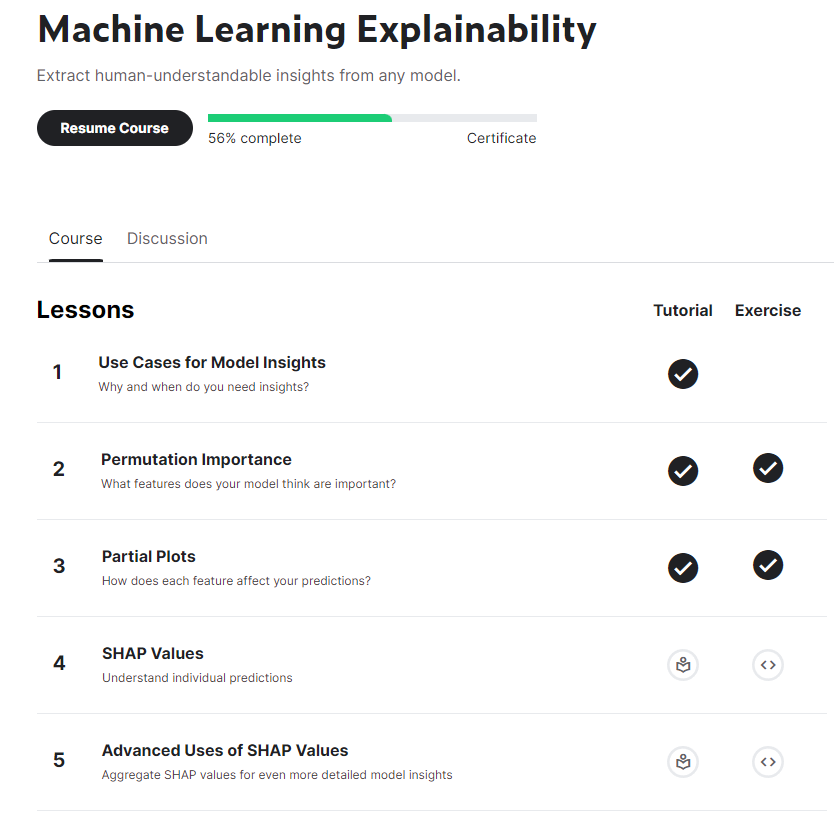 Machine Learning Explainability
Extract human-understandable insights from any model.
Resume Course
56% complete Certificate
Course Discussion
Lessons Tutorial Exercise
1 Use Cases for Model Insights
Why and when do you need insights?
2 Permutation Importance
What features does your model think are important?
3 Partial Plots
How does each feature affect your predictions?
4 SHAP Values
Understand individual predictions
5 Advanced Uses of SHAP Values
Aggregate SHAP values for even more detailed model insights